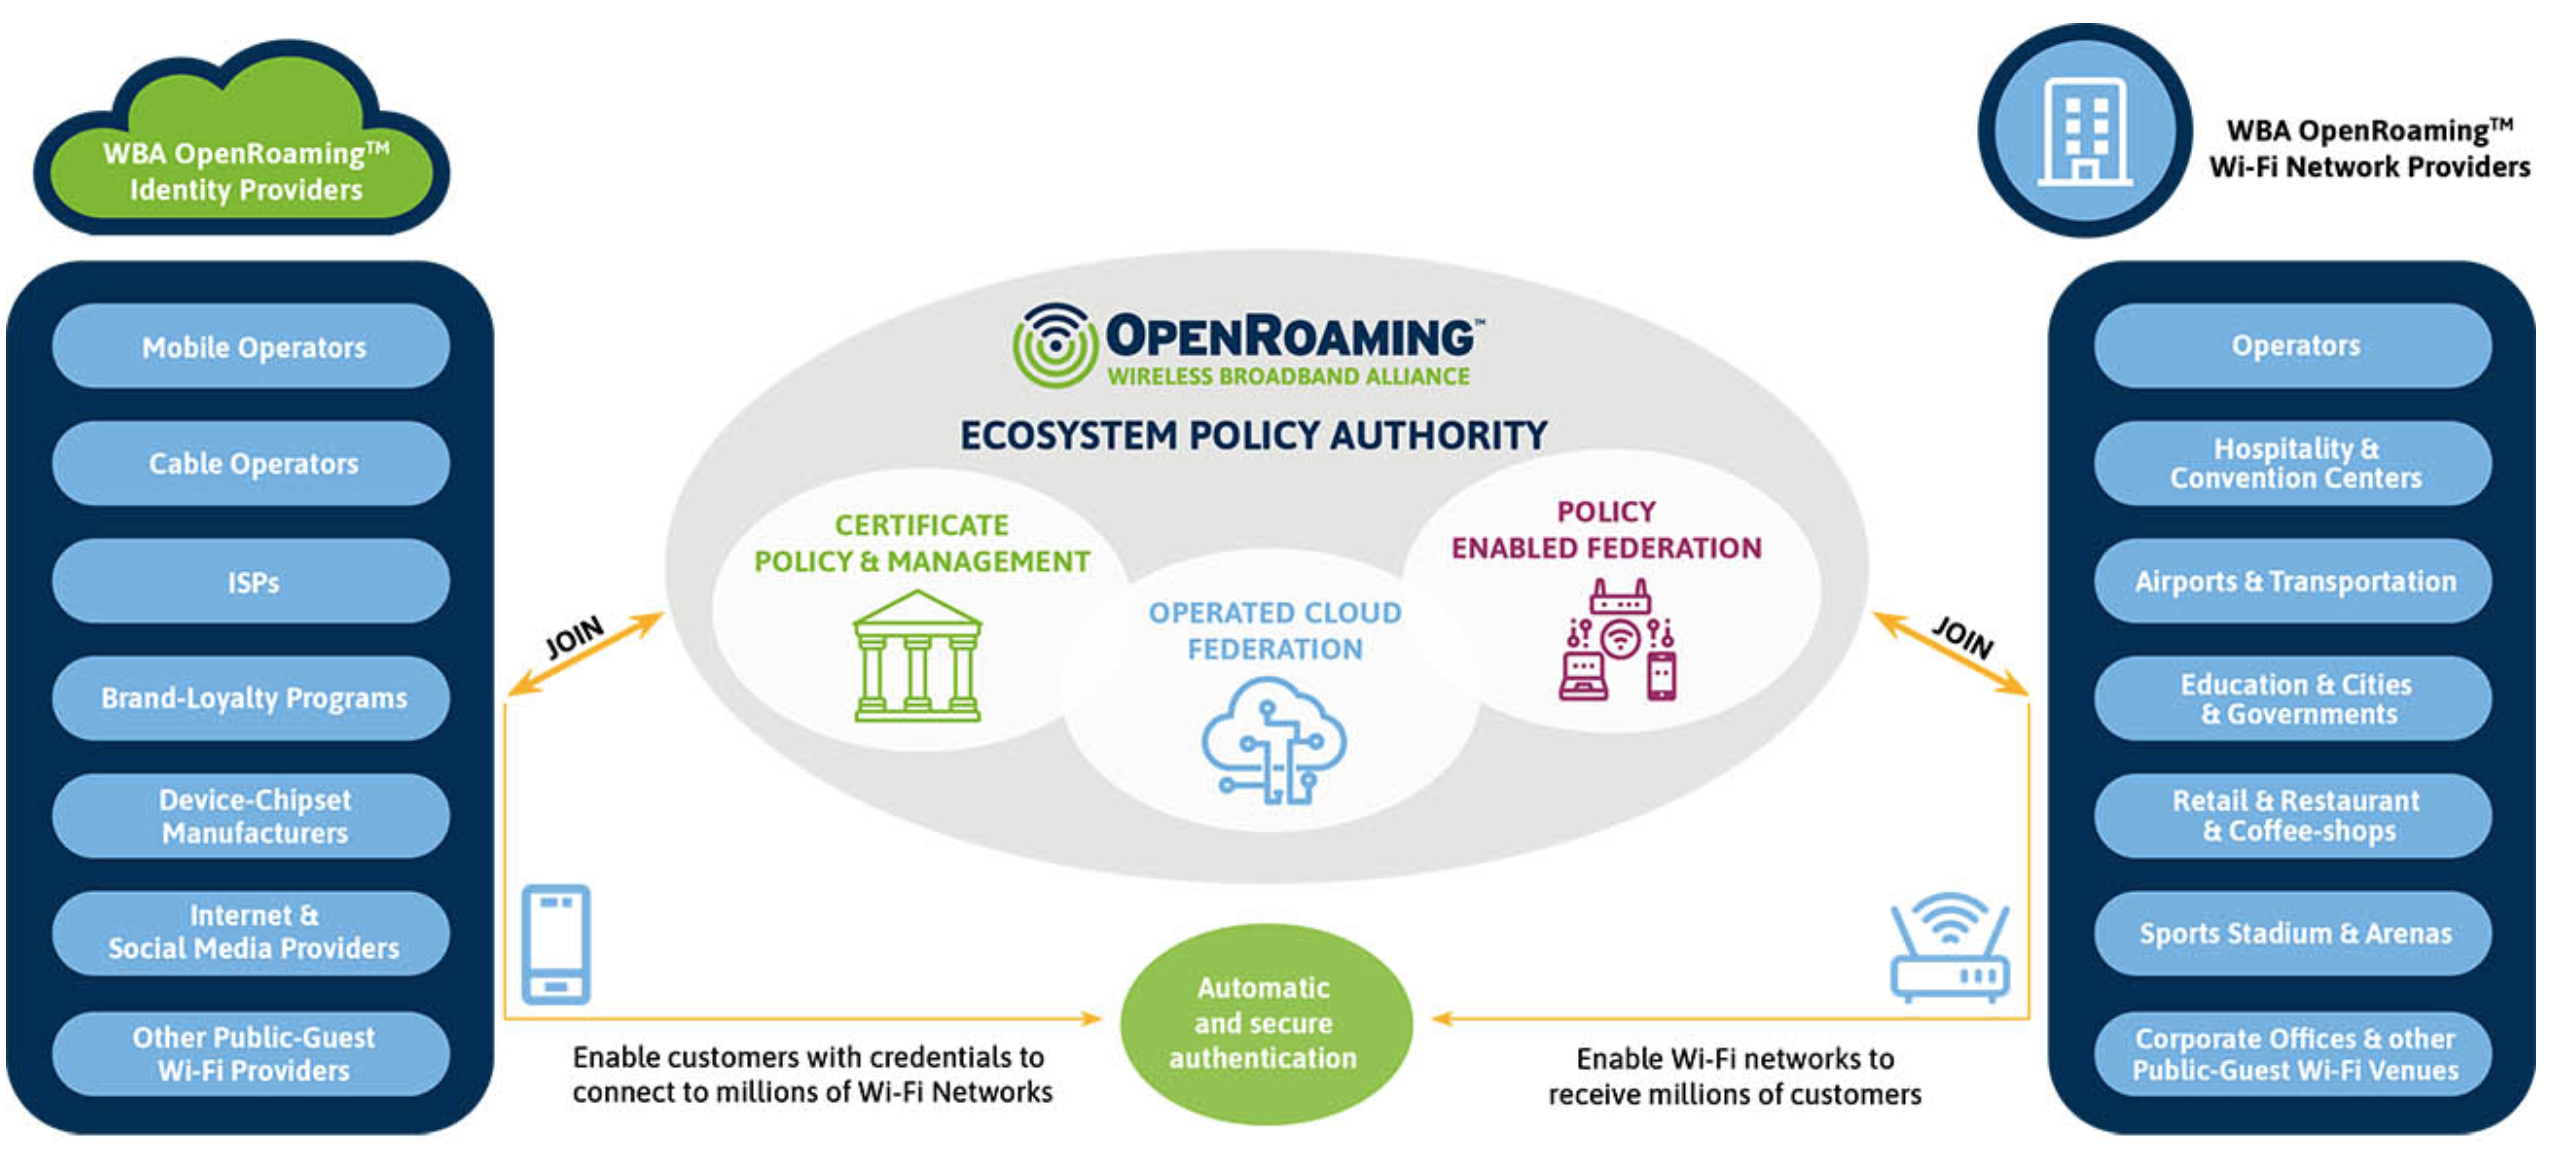 WBA OpenRoaming™
Identity Providers
Mobile Operators
Cable Operators
ISPs
Brand-Loyalty Programs
Device-Chipset
Manufacturers
Internet &
Social Media Providers
Other Public-Guest
Wi-Fi Providers
JOIN
OPENROAMING™
WIRELESS BROADBAND ALLIANCE
ECOSYSTEM POLICY AUTHORITY
CERTIFICATE
POLICY & MANAGEMENT
OPERATED CLOUD
FEDERATION
POLICY
ENABLED FEDERATION
JOIN
Enable customers with credentials to
connect to millions of Wi-Fi Networks
Automatic
and secure
authentication
Enable Wi-Fi networks to
receive millions of customers
WBA OpenRoaming™
Wi-Fi Network Providers
Operators
Hospitality &
Convention Centers
Airports & Transportation
Education & Cities
& Governments
Retail & Restaurant
& Coffee-shops
Sports Stadium & Arenas
Corporate Offices & other
Public-Guest Wi-Fi Venues